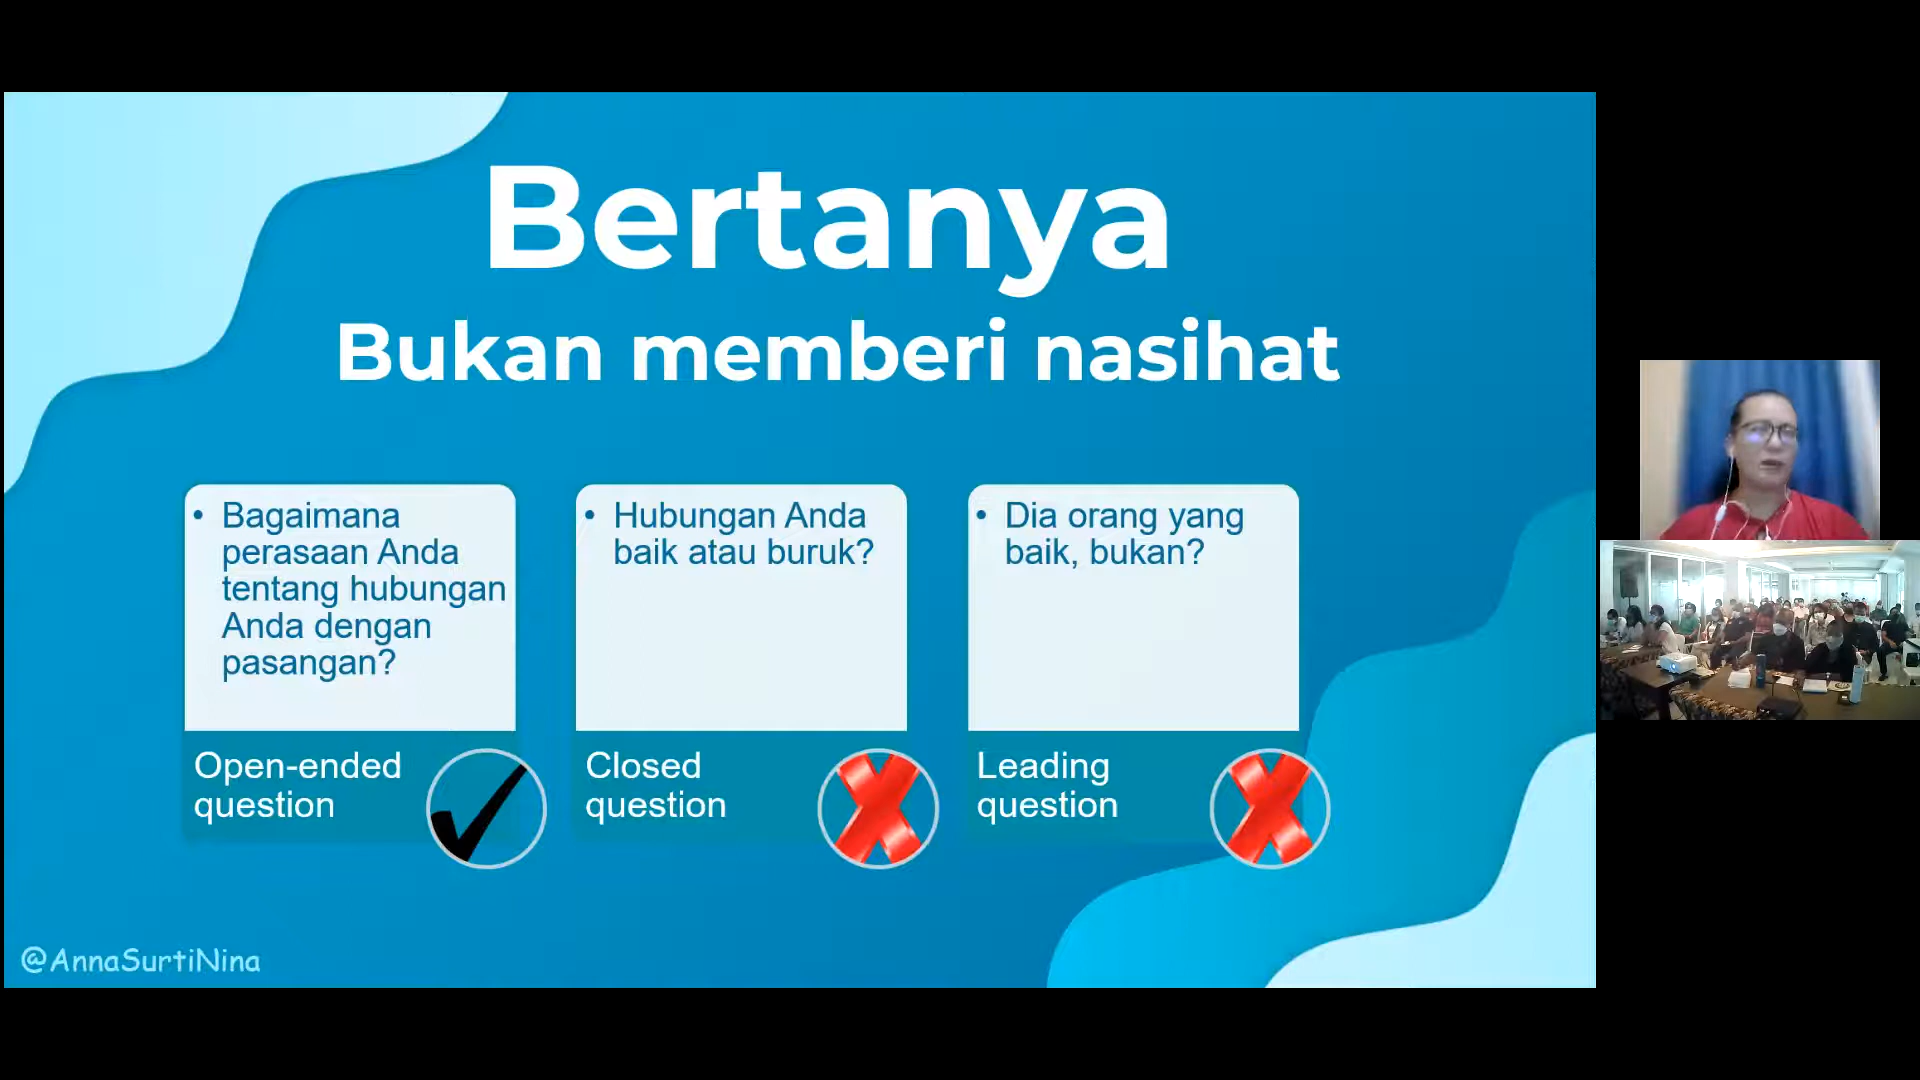 Bertanya
Bukan memberi nasihat
• Bagaimana
perasaan Anda
tentang hubungan
Anda dengan
pasangan?
Open-ended
question
• Hubungan Anda
baik atau buruk?
Closed
question
• Dia orang yang
baik, bukan?
Leading
question
@AnnaSurtiNina